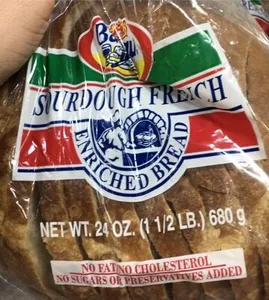 SOURDOUGH FRENCH
ENRICHED BREAD
NET WT. 24 OZ. (1 1/2 LB.) 680 g
NO FAT NO CHOLESTEROL
NO SUGARS OR PRESERVATIVES ADDED